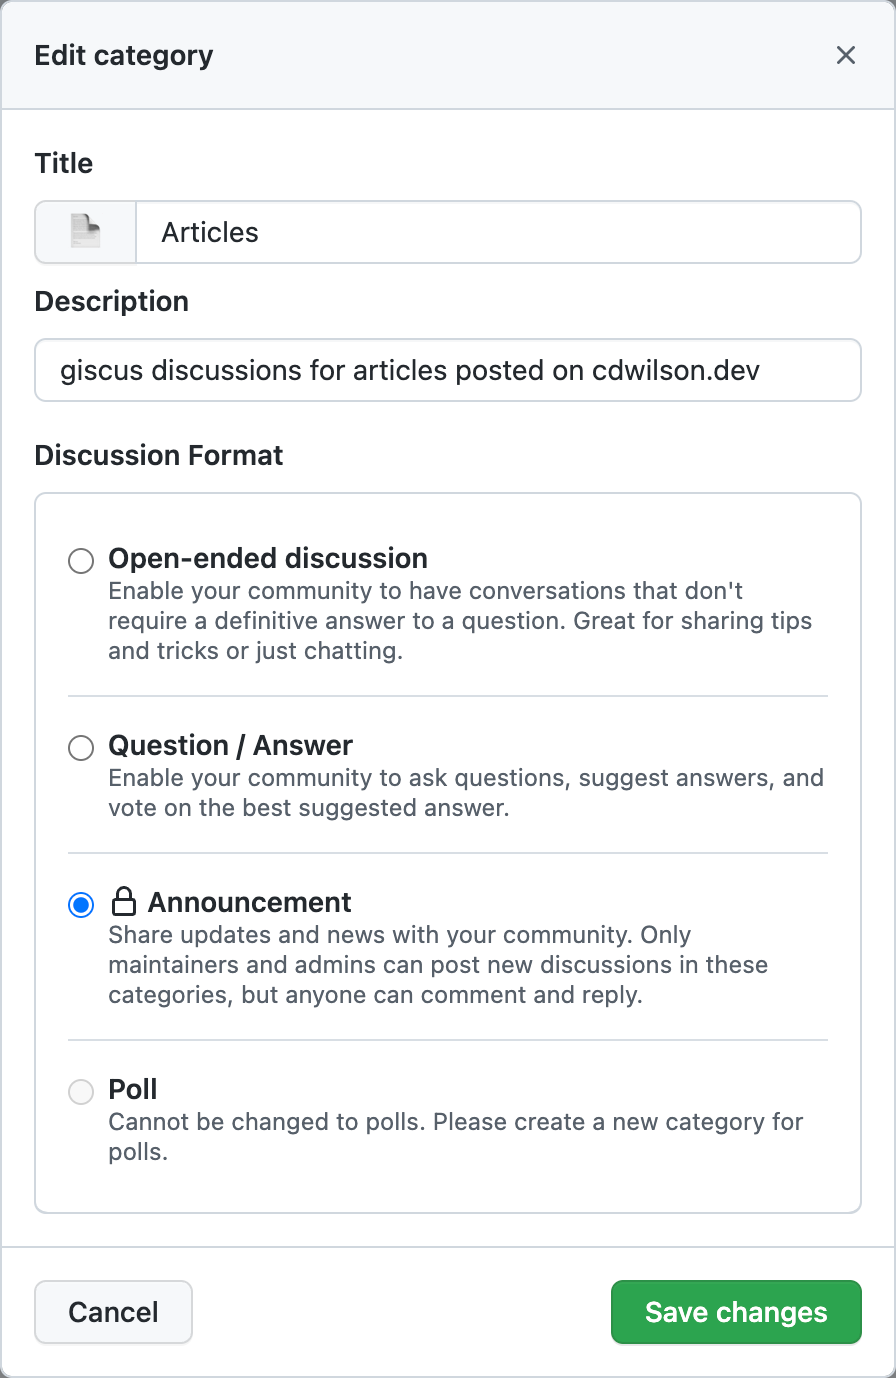 Edit category
Title
Articles
Description
giscus discussions for articles posted on cdwilson.dev
Discussion Format
Open-ended discussion
Enable your community to have conversations that don't
require a definitive answer to a question. Great for sharing tips
and tricks or just chatting.
Question / Answer
Enable your community to ask questions, suggest answers, and
vote on the best suggested answer.
Announcement
Share updates and news with your community. Only
maintainers and admins can post new discussions in these
categories, but anyone can comment and reply.
Poll
Cannot be changed to polls. Please create a new category for
polls.
Cancel
Save changes